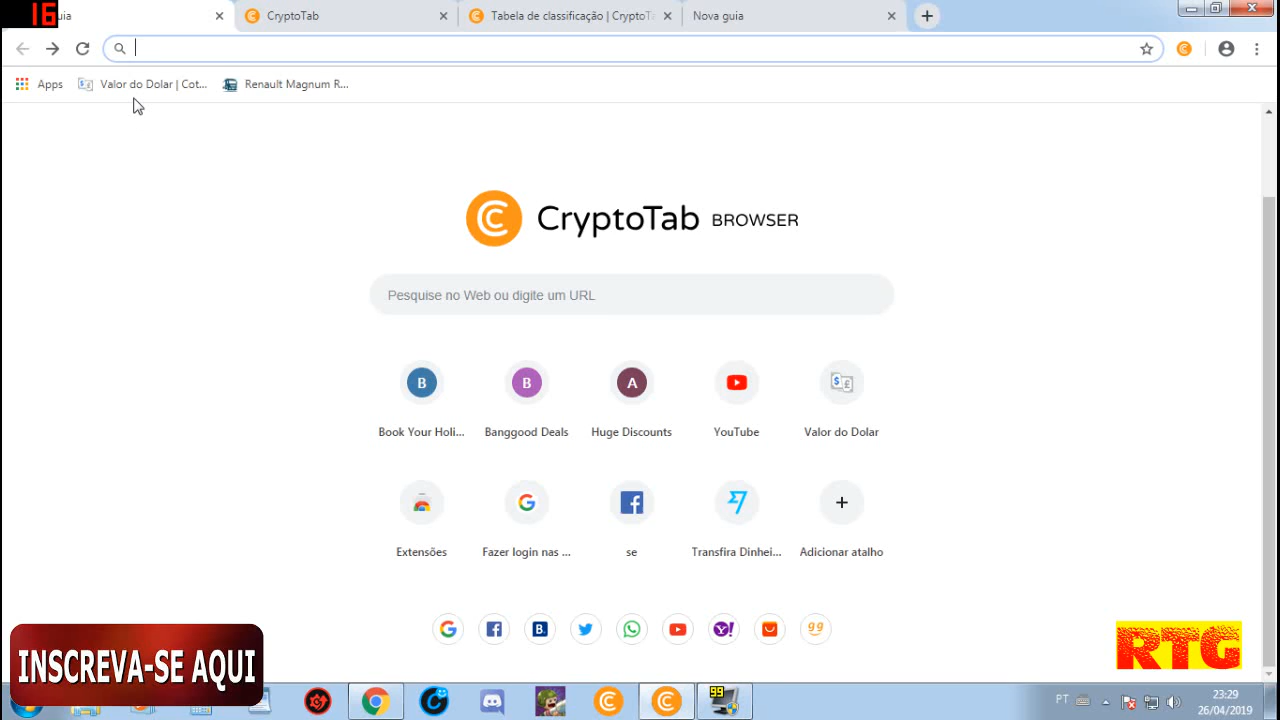 16
uia
CryptoTab
Tabela de classificação | CryptoTa
Nova guia
Apps
Valor do Dolar | Cot...
Renault Magnum R...
CryptoTab BROWSER
Pesquise no Web ou digite um URL
B
B
A
Book Your Holi...
Banggood Deals
Huge Discounts
YouTube
Valor do Dolar
Extensões
Fazer login nas ...
se
Transfira Dinhei...
Adicionar atalho
INSCREVA-SE AQUI
RTG
99
PT
23:29
26/04/2019